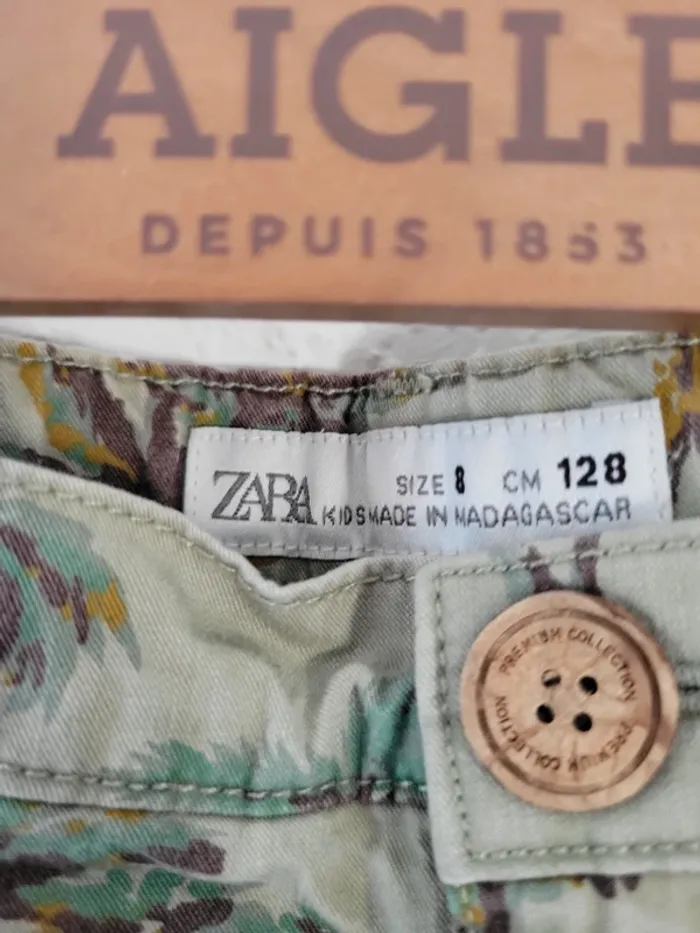 AIGLE
DEPUIS 1853
ZARA KIDS
SIZE 8 CM 128
MADE IN MADAGASCAR
PREMIUM COLLECTION
PREMIUM COLLECTION